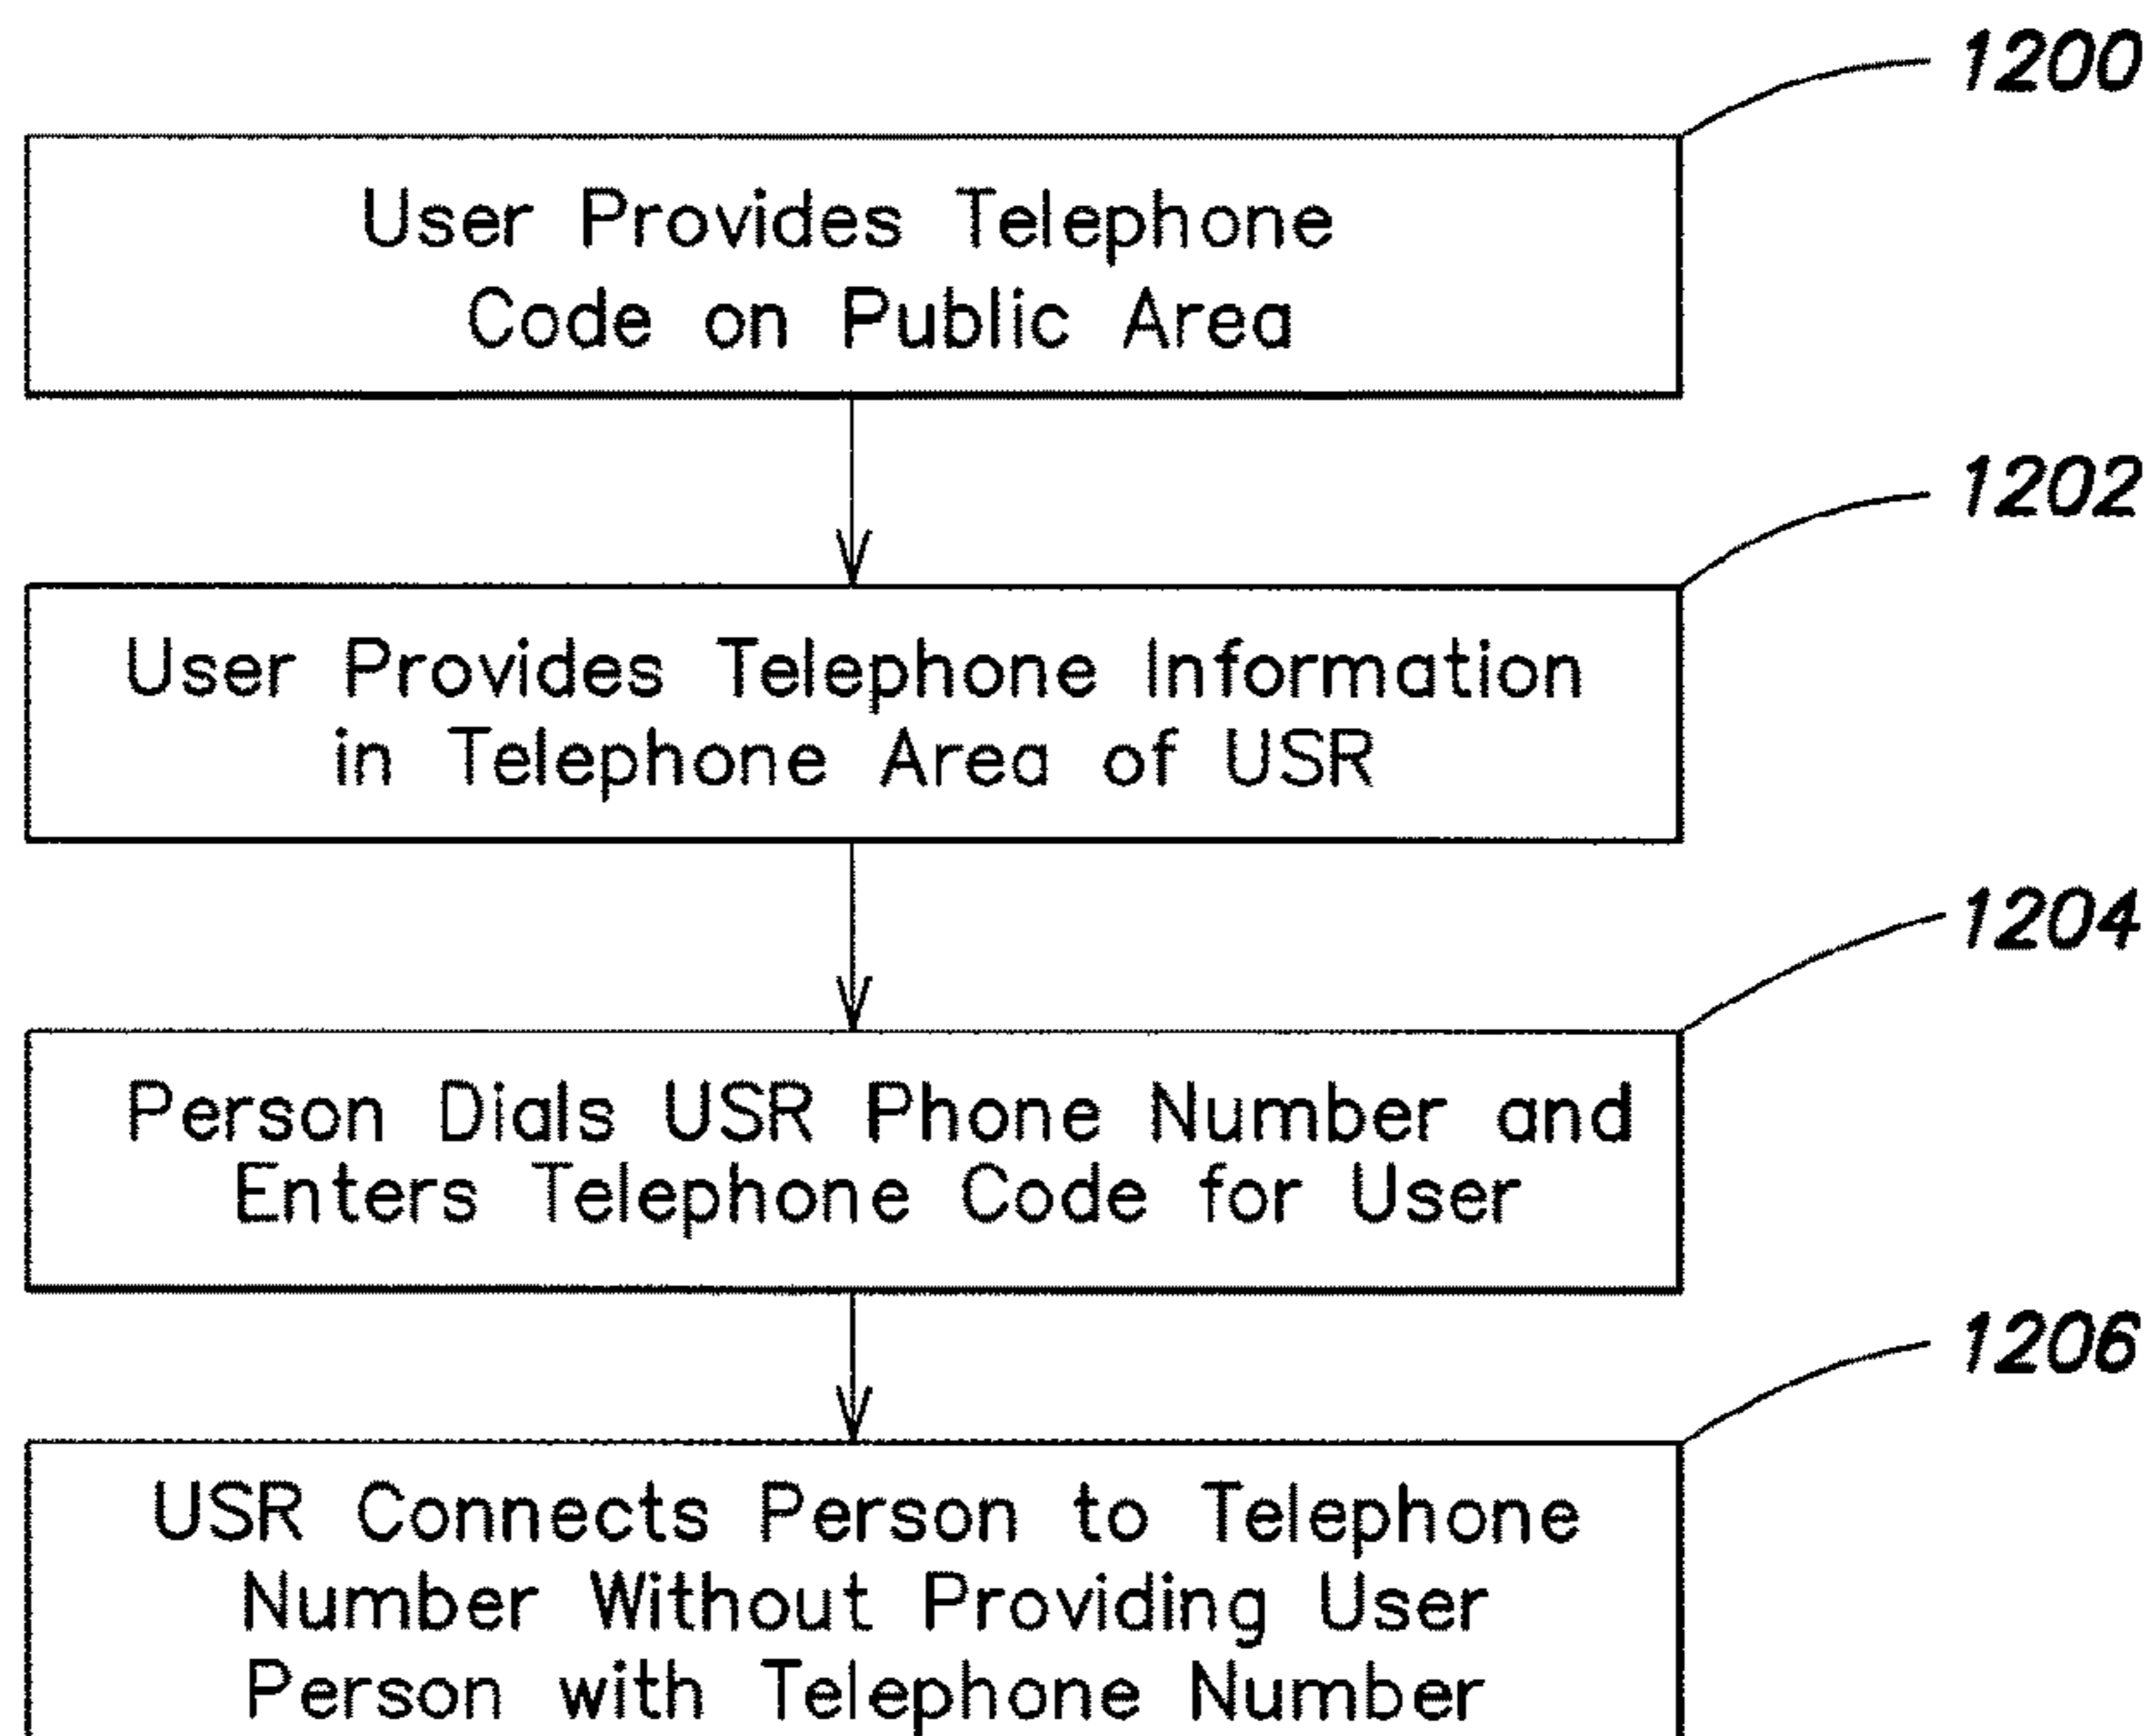 1200
User Provides Telephone
Code on Public Area
1202
User Provides Telephone Information
in Telephone Area of USR
1204
Person Dials USR Phone Number and
Enters Telephone Code for User
1206
USR Connects Person to Telephone
Number Without Providing User
Person with Telephone Number